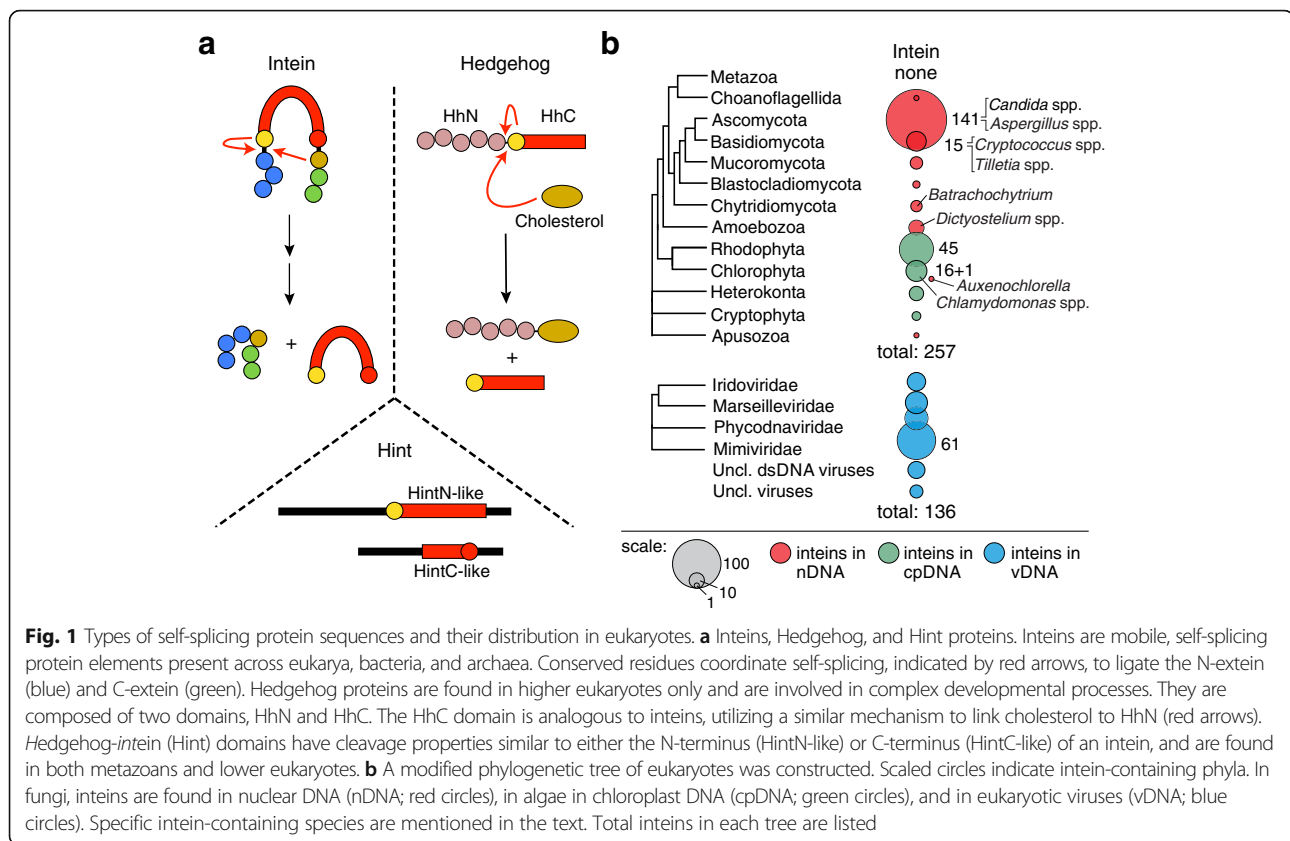 a
Intein
Hedgehog
HhN
HhC
Cholesterol
+
+
Hint
HintN-like
HintC-like
b
Intein
none
Metazoa
Choanoflagellida
Ascomycota
Basidiomycota
Mucoromycota
Blastocladiomycota
Chytridiomycota
Amoebozoa
Rhodophyta
Chlorophyta
Heterokonta
Cryptophyta
Apusozoa
141
Candida spp.
Aspergillus spp.
15
Cryptococcus spp.
Tilletia spp.
Batrachochytrium
Dictyostelium spp.
45
16+1
Auxenochlorella
Chlamydomonas spp.
total: 257
Iridoviridae
Marseilleviridae
Phycodnaviridae
Mimiviridae
Uncl. dsDNA viruses
Uncl. viruses
61
total: 136
scale:
100
10
1
inteins in
nDNA
inteins in
cpDNA
inteins in
vDNA
Fig. 1 Types of self-splicing protein sequences and their distribution in eukaryotes. a Inteins, Hedgehog, and Hint proteins. Inteins are mobile, self-splicing
protein elements present across eukarya, bacteria, and archaea. Conserved residues coordinate self-splicing, indicated by red arrows, to ligate the N-extein
(blue) and C-extein (green). Hedgehog proteins are found in higher eukaryotes only and are involved in complex developmental processes. They are
composed of two domains, HhN and HhC. The HhC domain is analogous to inteins, utilizing a similar mechanism to link cholesterol to HhN (red arrows).
Hedgehog-intein (Hint) domains have cleavage properties similar to either the N-terminus (HintN-like) or C-terminus (HintC-like) of an intein, and are found
in both metazoans and lower eukaryotes. b A modified phylogenetic tree of eukaryotes was constructed. Scaled circles indicate intein-containing phyla. In
fungi, inteins are found in nuclear DNA (nDNA; red circles), in algae in chloroplast DNA (cpDNA; green circles), and in eukaryotic viruses (vDNA; blue
circles). Specific intein-containing species are mentioned in the text. Total inteins in each tree are listed